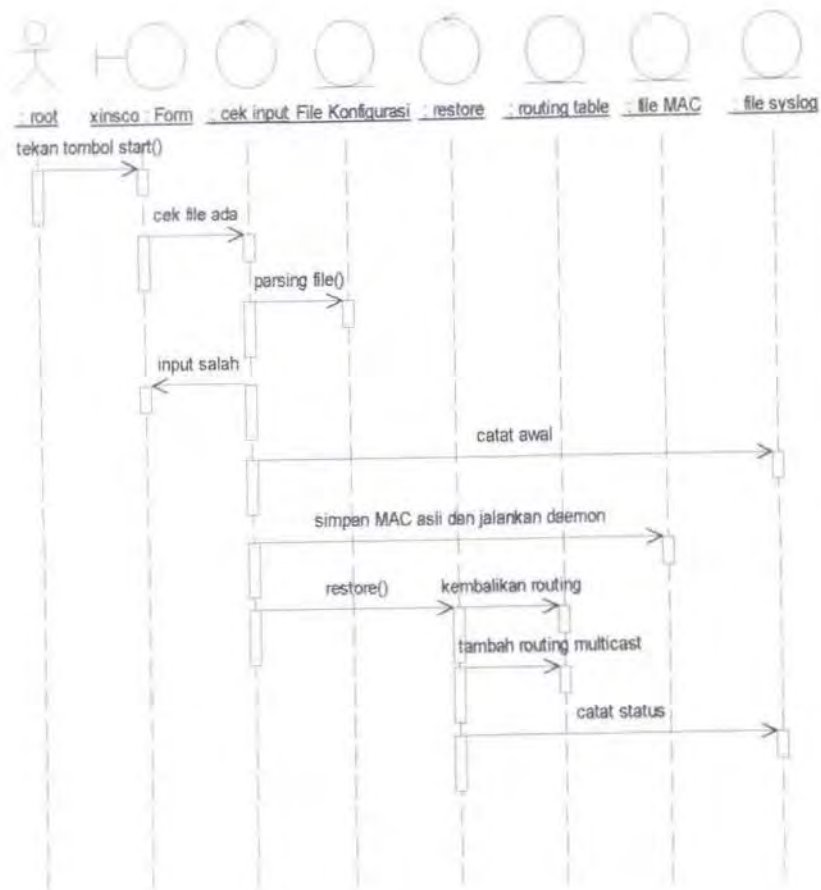 : root xinsco : Form : cek input File Konfigurasi : restore : routing table : file MAC : file syslog
tekan tombol start()
cek file ada
parsing file()
input salah
catat awal
simpan MAC asli dan jalankan daemon
restore() kembalikan routing
tambah routing multicast
catat status